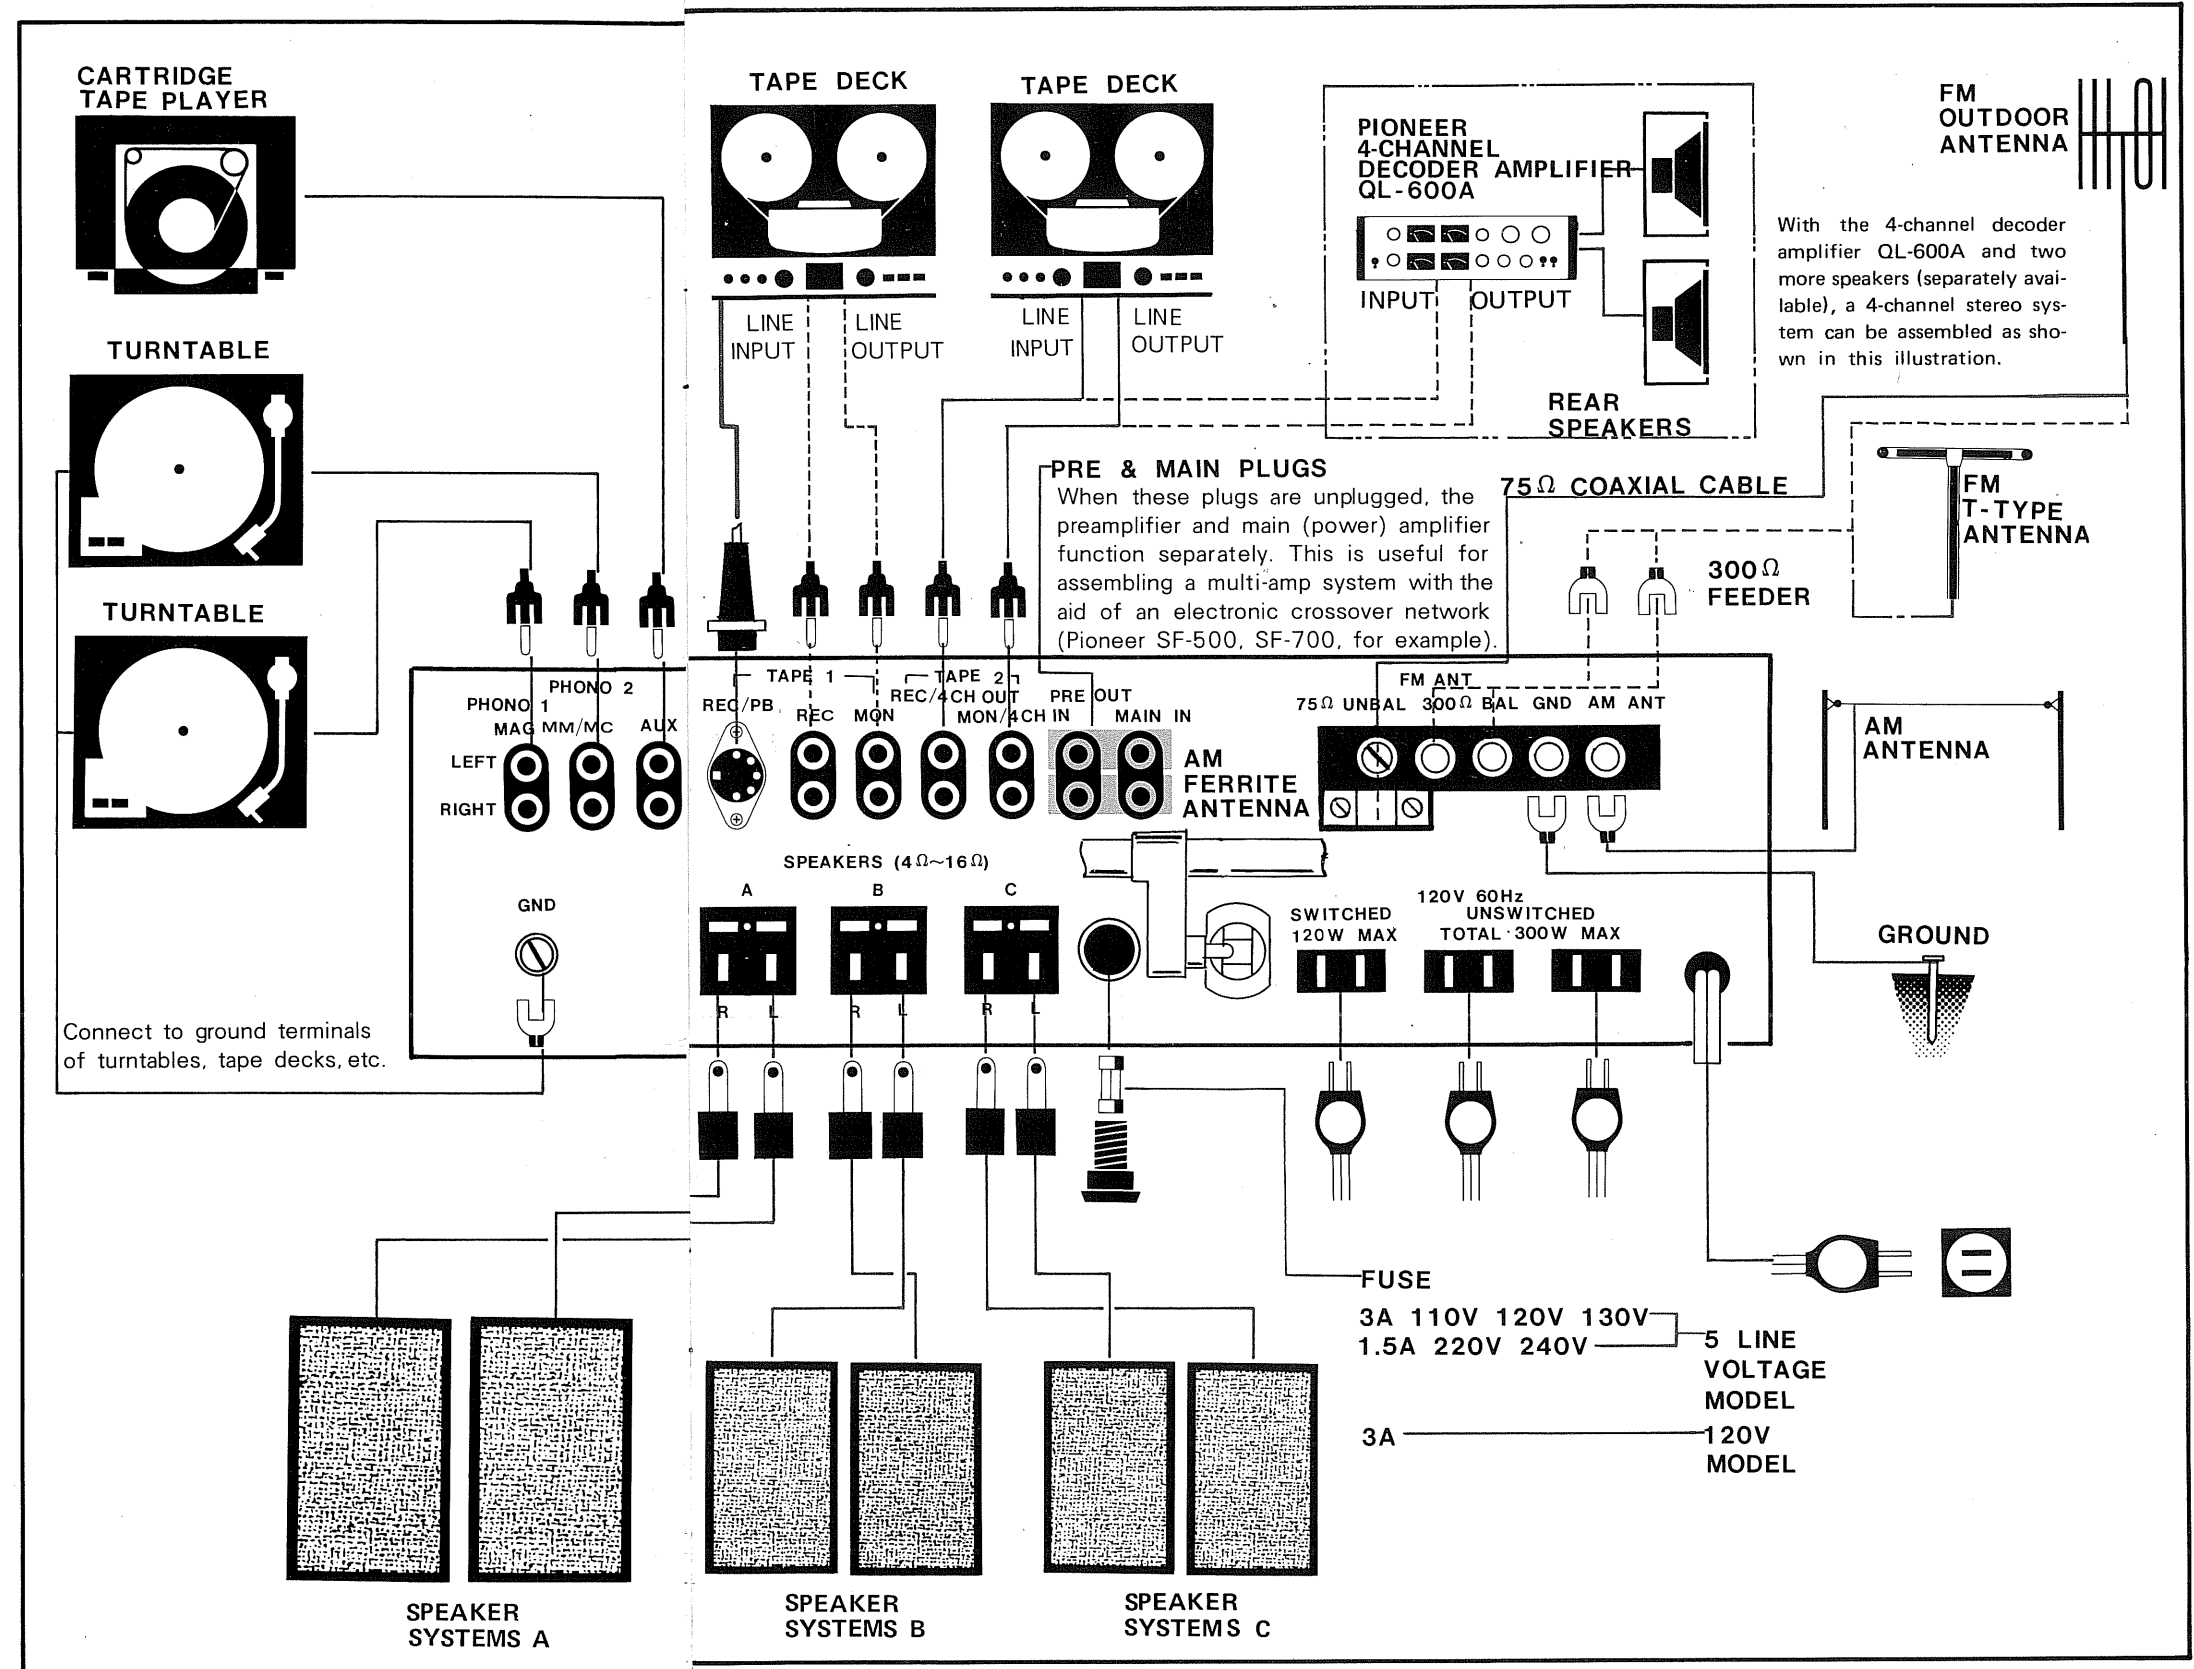 CARTRIDGE
TAPE PLAYER
TURNTABLE
TURNTABLE
TAPE DECK
LINE
INPUT
LINE
OUTPUT
TAPE DECK
LINE
INPUT
LINE
OUTPUT
PIONEER
4-CHANNEL
DECODER AMPLIFIER
QL-600A
INPUT
OUTPUT
REAR
SPEAKERS
FM
OUTDOOR
ANTENNA
With the 4-channel decoder
amplifier QL-600A and two
more speakers (separately avai-
lable), a 4-channel stereo sys-
tem can be assembled as sho-
wn in this illustration.
PRE & MAIN PLUGS
When these plugs are unplugged, the
preamplifier and main (power) amplifier
function separately. This is useful for
assembling a multi-amp system with the
aid of an electronic crossover network
(Pioneer SF-500, SF-700, for example).
75Ω COAXIAL CABLE
FM
T-TYPE
ANTENNA
300Ω
FEEDER
PHONO 1
MAG
PHONO 2
MM/MC
AUX
LEFT
RIGHT
REC/PB
TAPE 1
REC
MON
TAPE 2
REC/4CH OUT
MON/4CH IN
PRE OUT
MAIN IN
FM ANT
75Ω UNBAL 300Ω BAL GND AM ANT
AM
FERRITE
ANTENNA
AM
ANTENNA
SPEAKERS (4Ω~16Ω)
A
B
C
R L
R L
R L
GND
Connect to ground terminals
of turntables, tape decks, etc.
120V 60Hz
SWITCHED
120W MAX
UNSWITCHED
TOTAL·300W MAX
GROUND
FUSE
3A 110V 120V 130V
1.5A 220V 240V
5 LINE
VOLTAGE
MODEL
3A
120V
MODEL
SPEAKER
SYSTEMS A
SPEAKER
SYSTEMS B
SPEAKER
SYSTEMS C